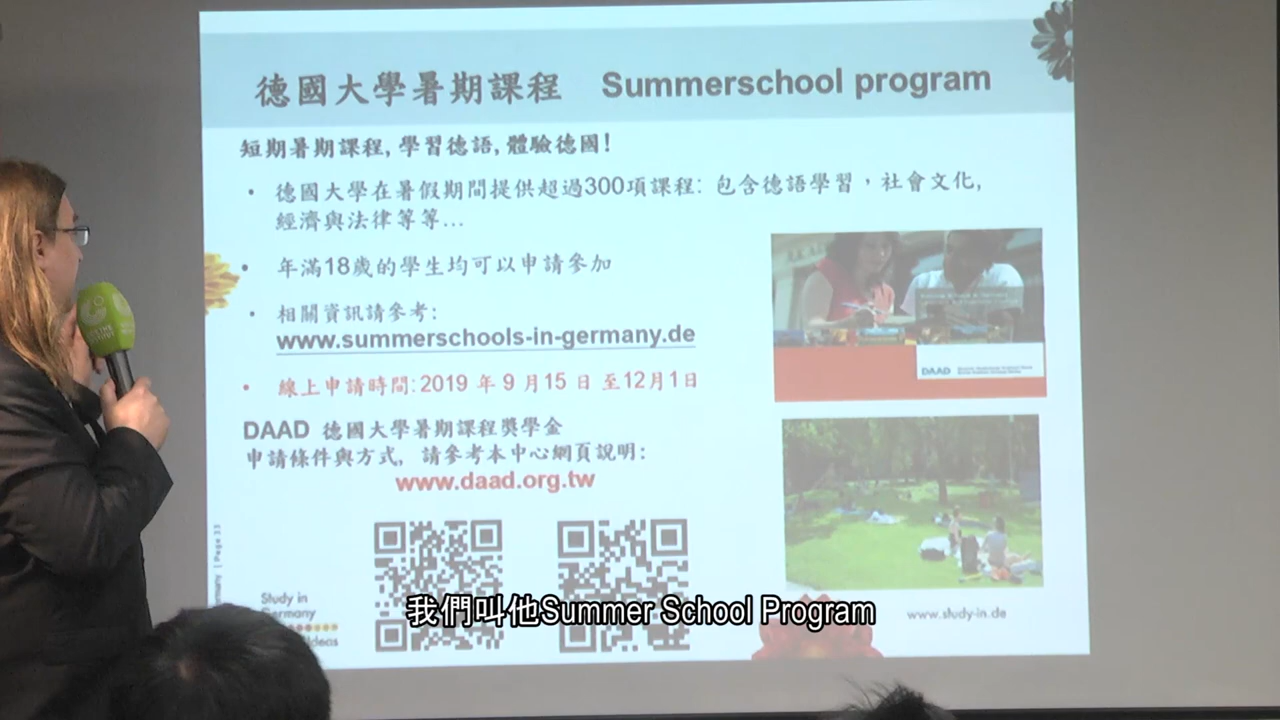 德國大學暑期課程 Summerschool program
短期暑期課程, 學習德語, 體驗德國!
• 德國大學在暑假期間提供超過300項課程: 包含德語學習，社會文化,
經濟與法律等等...
• 年滿18歲的學生均可以申請參加
• 相關資訊請參考:
www.summerschools-in-germany.de
• 線上申請時間: 2019 年 9 月15 日 至12月1日
DAAD 德國大學暑期課程獎學金
申請條件與方式, 請參考本中心網頁說明:
www.daad.org.tw
DAAD
Page 33
Study in
Germany
Ideas
www.study-in.de
我們叫他Summer School Program